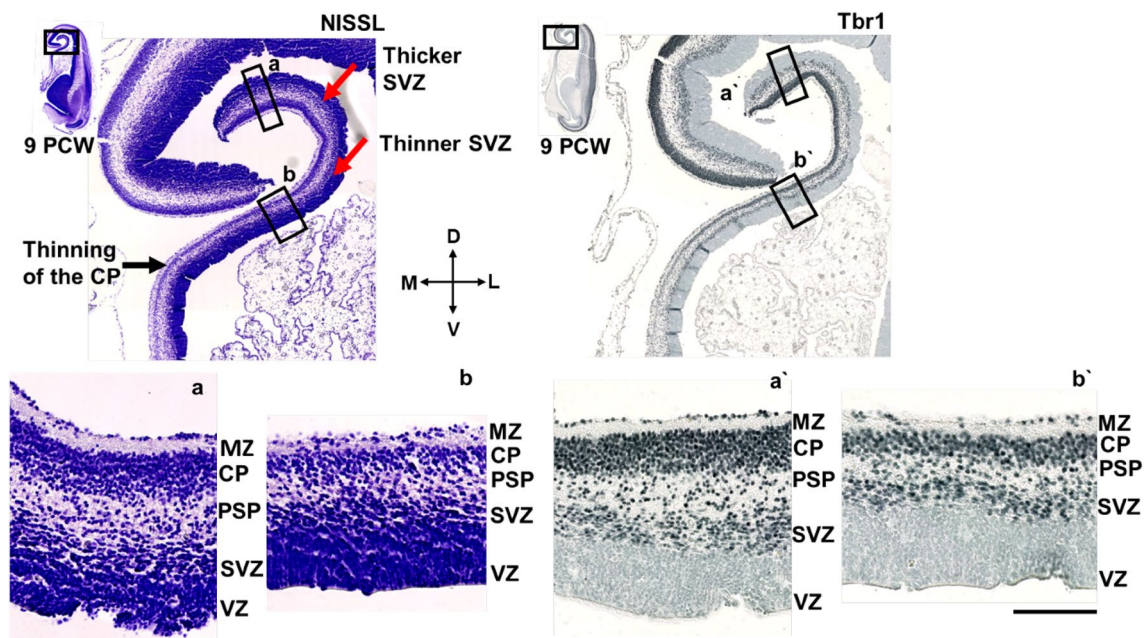 NISSL
Tbr1
a
Thicker
SVZ
a`
9 PCW
Thinner SVZ
9 PCW
b
b`
Thinning
of the CP
D
M
L
V
a
b
a`
b`
MZ
CP
PSP
SVZ
VZ
MZ
CP
PSP
SVZ
VZ
MZ
CP
PSP
SVZ
VZ
MZ
CP
PSP
SVZ
VZ